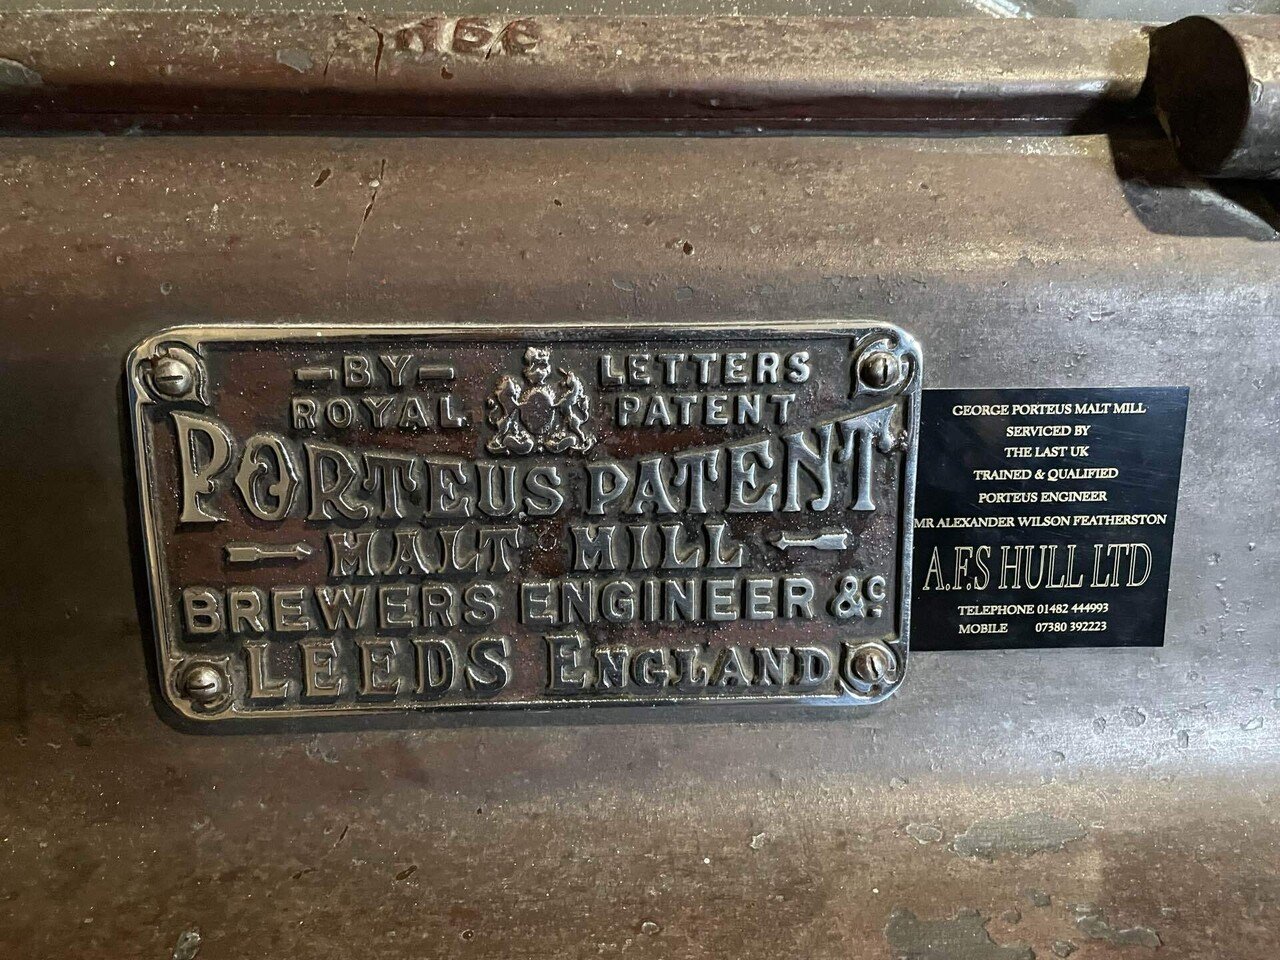 —BY— LETTERS
ROYAL PATENT
PORTEUS PATENT
MALT MILL
BREWERS ENGINEER & Co
LEEDS ENGLAND
GEORGE PORTEUS MALT MILL
SERVICED BY
THE LAST UK
TRAINED & QUALIFIED
PORTEUS ENGINEER
MR ALEXANDER WILSON FEATHERSTON
A.F.S HULL LTD
TELEPHONE 01482 444993
MOBILE 07380 392223